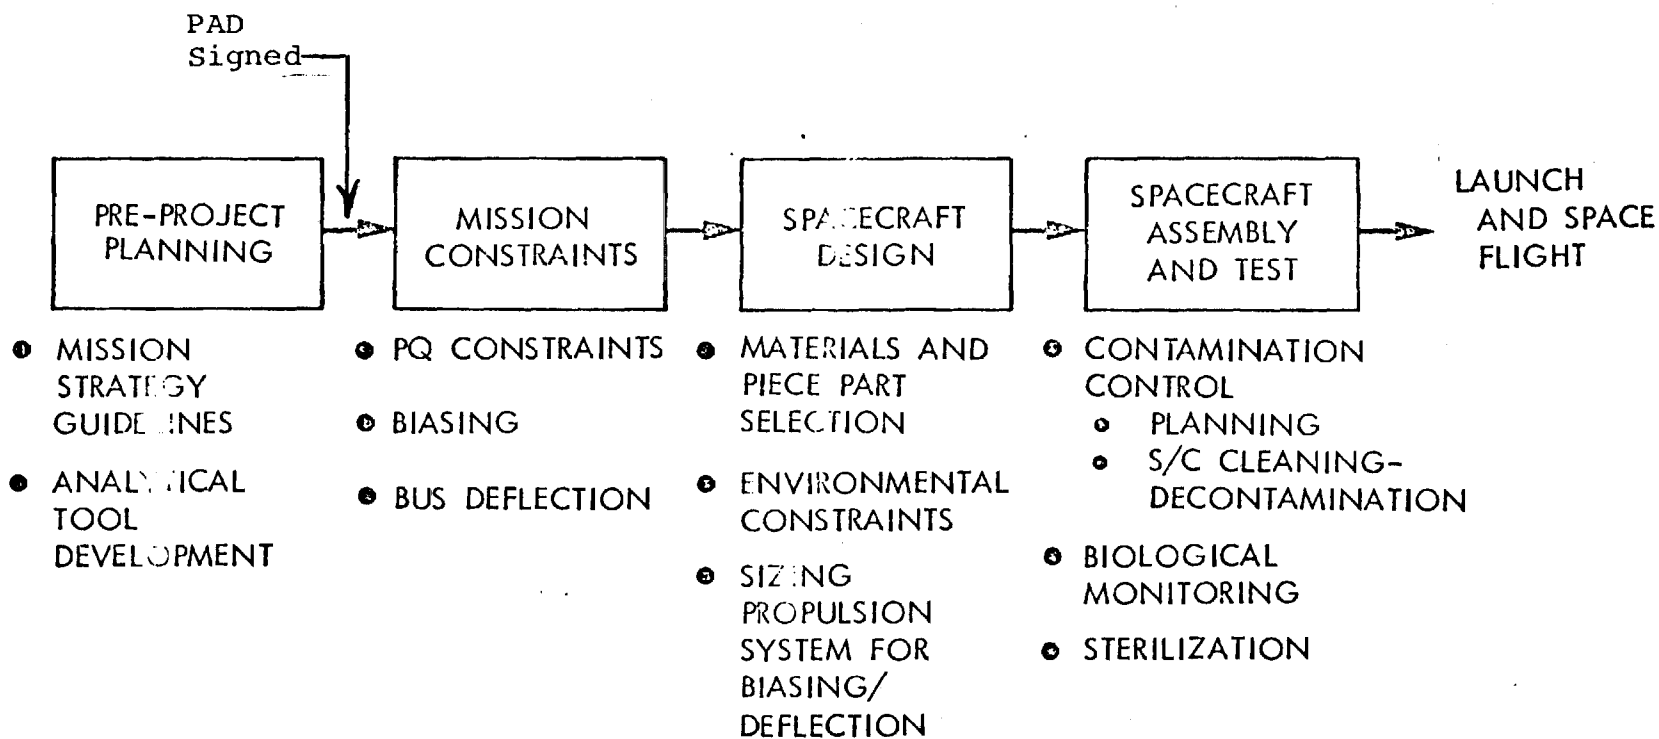 PAD
Signed
PRE-PROJECT
PLANNING
MISSION
CONSTRAINTS
SPACECRAFT
DESIGN
SPACECRAFT
ASSEMBLY
AND TEST
LAUNCH
AND SPACE
FLIGHT
● MISSION
STRATEGY
GUIDELINES
● ANALYTICAL
TOOL
DEVELOPMENT
● PQ CONSTRAINTS
● BIASING
● BUS DEFLECTION
● MATERIALS AND
PIECE PART
SELECTION
● ENVIRONMENTAL
CONSTRAINTS
● SIZING
PROPULSION
SYSTEM FOR
BIASING/
DEFLECTION
● CONTAMINATION
CONTROL
● PLANNING
● S/C CLEANING-
DECONTAMINATION
● BIOLOGICAL
MONITORING
● STERILIZATION